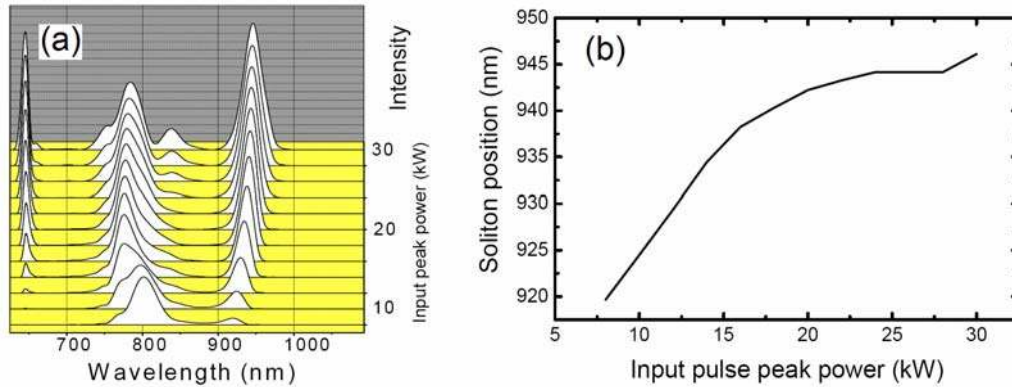 (a)
Intensity
30
20
10
Input peak power (kW)
700
800
900
1000
Wavelength (nm)
(b)
950
945
940
935
930
925
920
Soliton position (nm)
5
10
15
20
25
30
Input pulse peak power (kW)